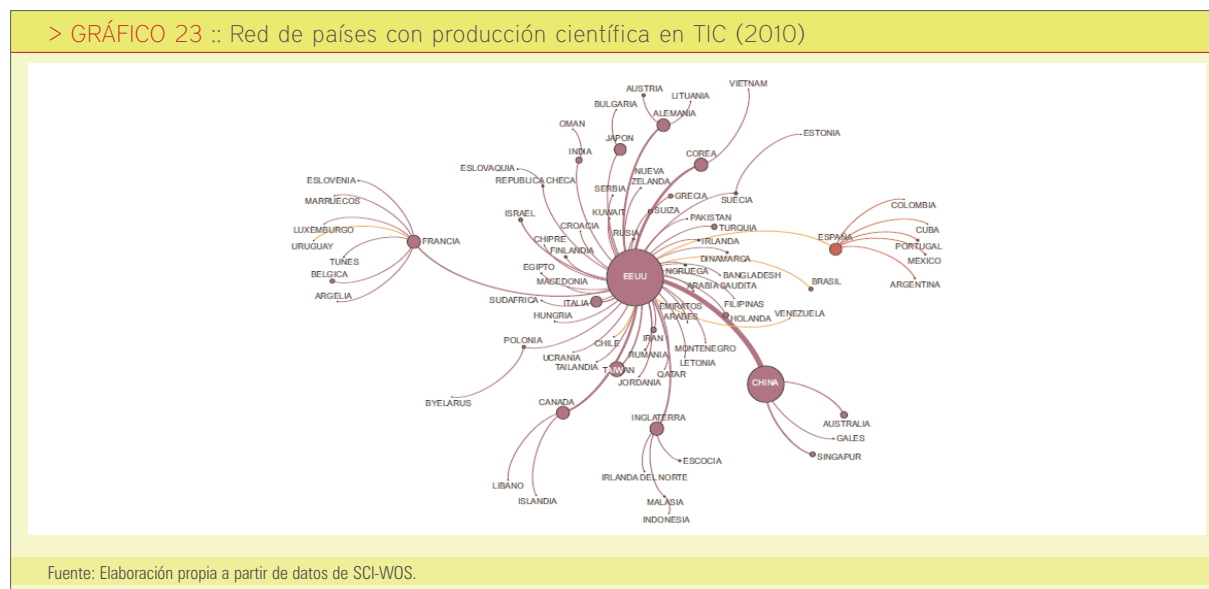 > GRÁFICO 23 :: Red de países con producción científica en TIC (2010)
VIETNAM
AUSTRIA
LITUANIA
BULGARIA
ALEMANIA
OMAN
ESTONIA
JAPON
INDIA
COREA
ESLOVAQUIA
NUEVA
ZELANDA
REPUBLICA CHECA
ESLOVENIA
SERBIA
GRECIA
SUECIA
MARRUECOS
COLOMBIA
ISRAEL
KUWAIT
SUIZA
PAKISTAN
CROACIA
TURQUIA
CUBA
LUXEMBURGO
RUSIA
ESPAÑA
FRANCIA
CHIPRE
IRLANDA
PORTUGAL
URUGUAY
FINLANDIA
DINAMARCA
MEXICO
TUNES
EGIPTO
EEUU
NORUEGA
BANGLADESH
BELGICA
MACEDONIA
ARABIA SAUDITA
BRASIL
ARGENTINA
ARGELIA
SUDAFRICA
ITALIA
EMIRATOS
ARABES
FILIPINAS
HUNGRIA
HOLANDA
VENEZUELA
POLONIA
CHILE
IRAN
UCRANIA
RUMANIA
MONTENEGRO
TAILANDIA
TAIWAN
LETONIA
JORDANIA
QATAR
CHINA
BYELARUS
CANADA
INGLATERRA
AUSTRALIA
GALES
ESCOCIA
SINGAPUR
LIBANO
IRLANDA DEL NORTE
ISLANDIA
MALASIA
INDONESIA
Fuente: Elaboración propia a partir de datos de SCI-WOS.